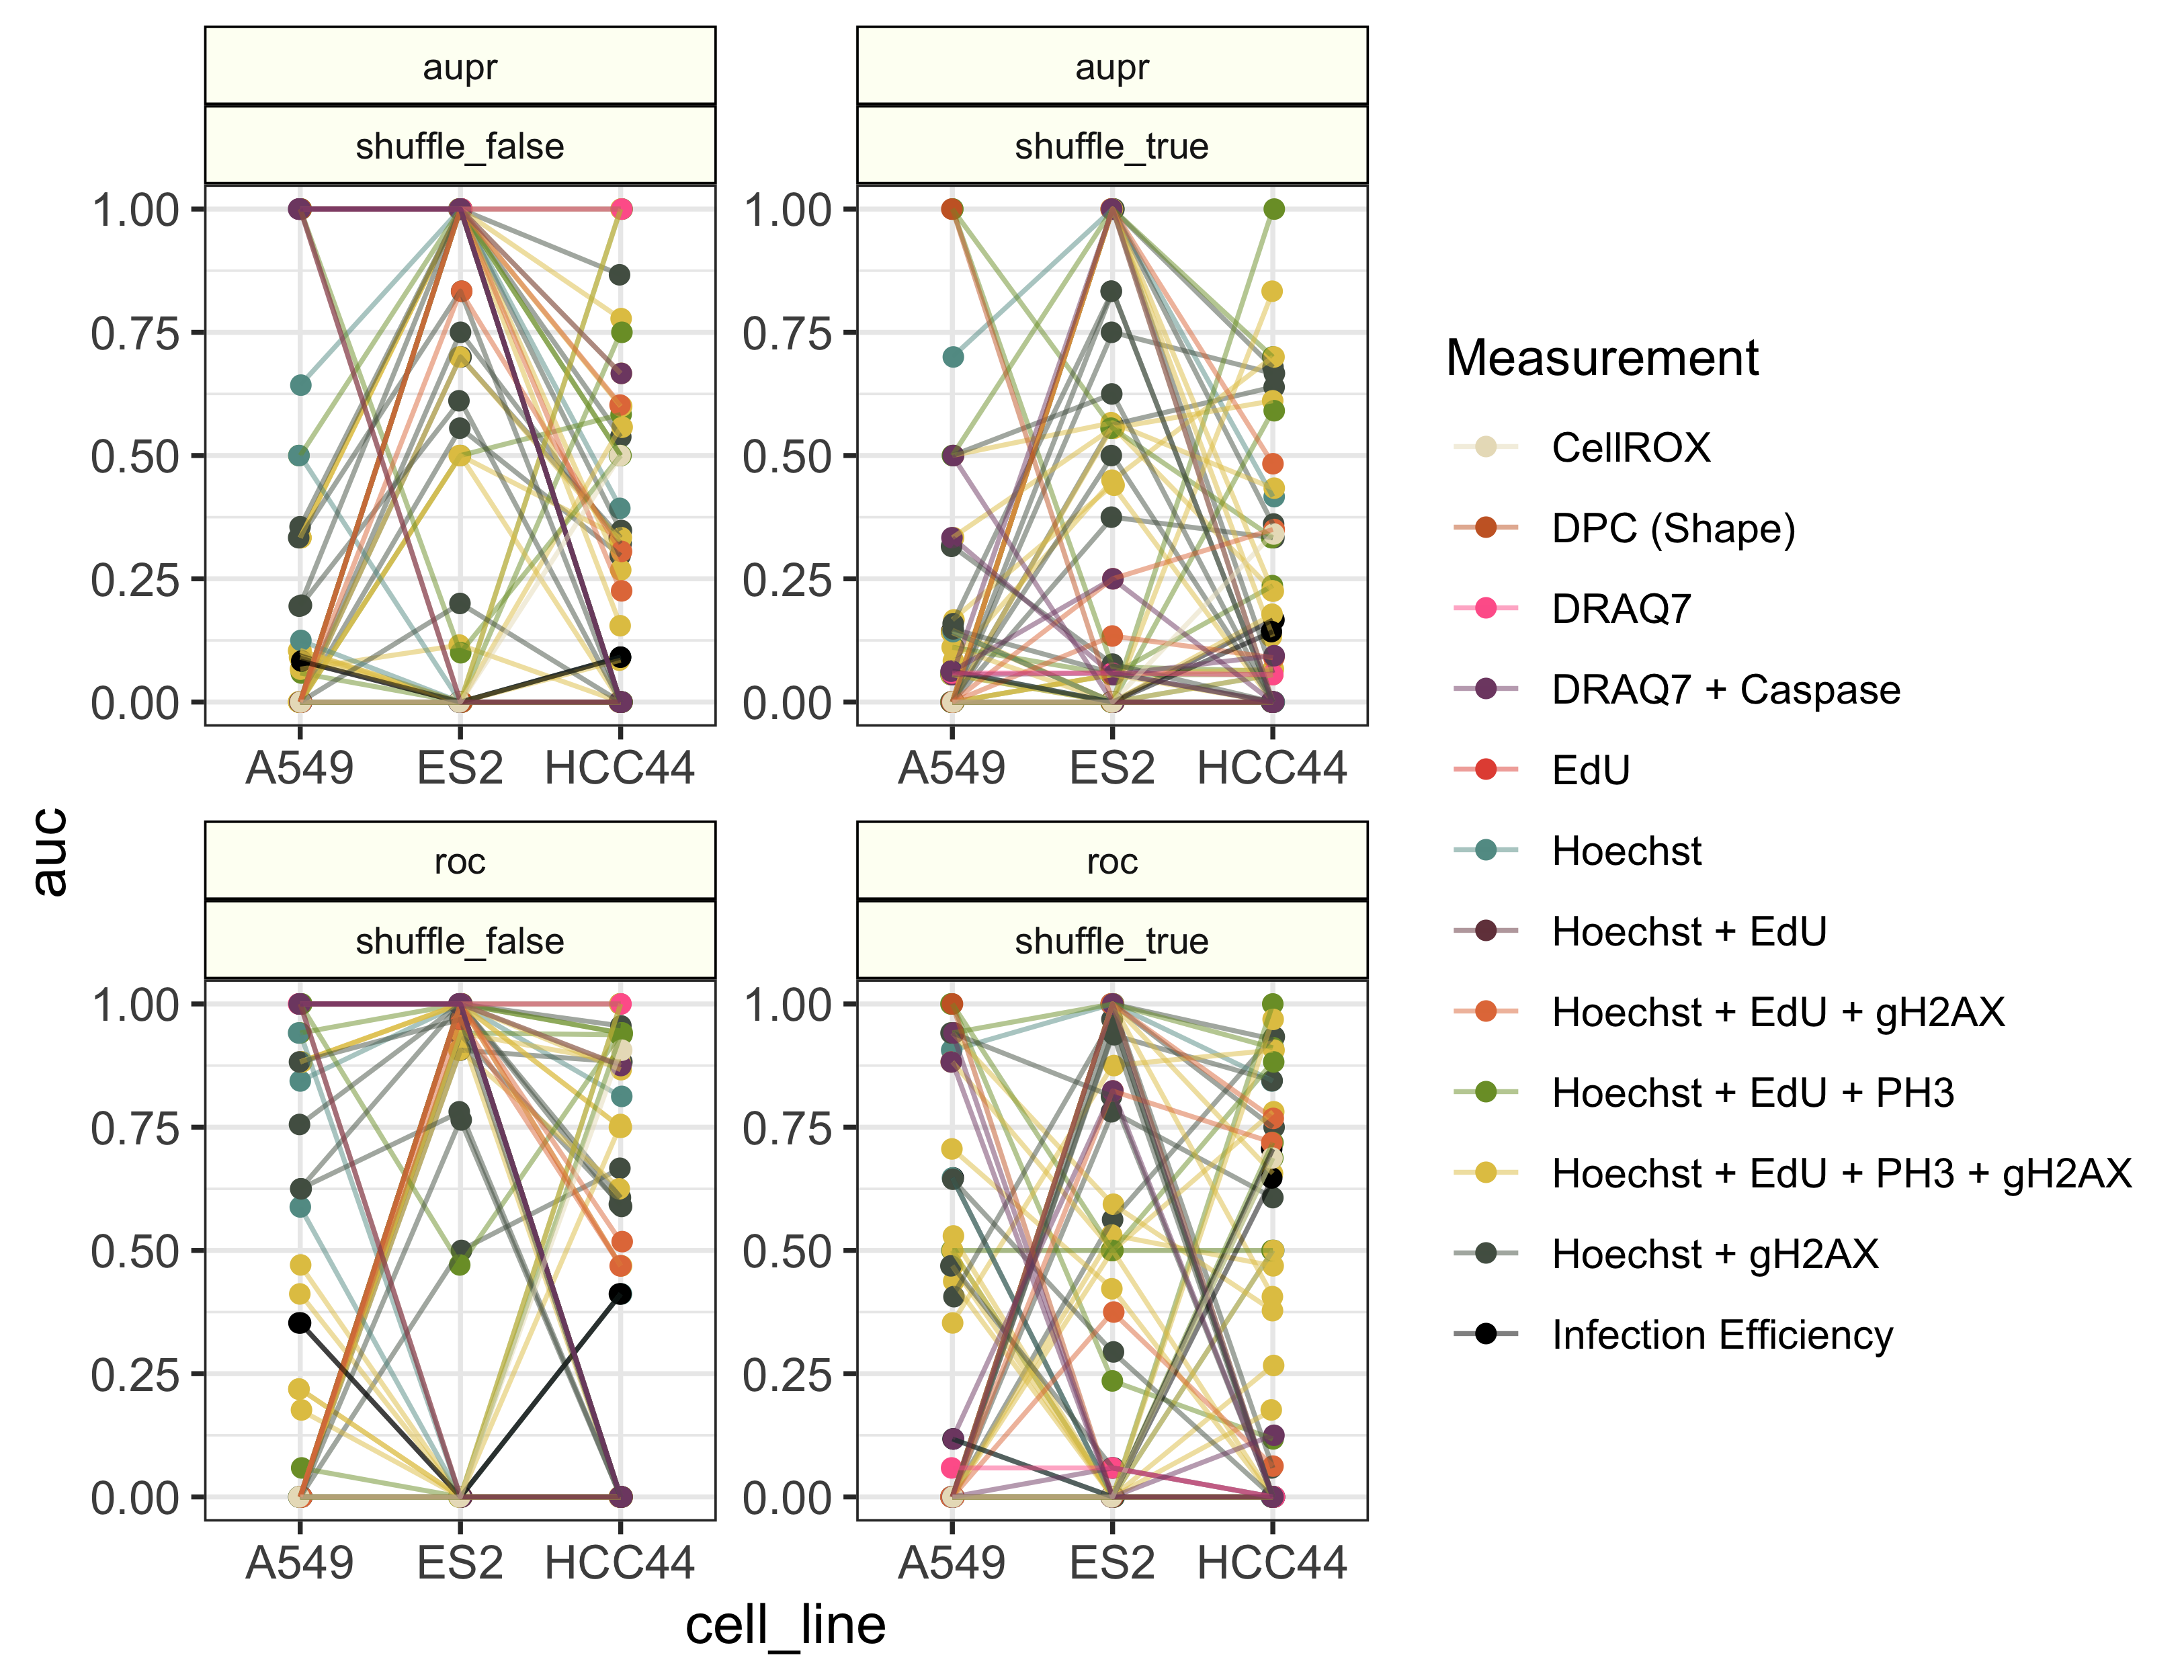 aupr
shuffle_false
1.00
0.75
0.50
0.25
0.00
A549 ES2 HCC44
aupr
shuffle_true
1.00
0.75
0.50
0.25
0.00
A549 ES2 HCC44
auc
roc
shuffle_false
1.00
0.75
0.50
0.25
0.00
A549 ES2 HCC44
roc
shuffle_true
1.00
0.75
0.50
0.25
0.00
A549 ES2 HCC44
cell_line
Measurement
CellROX
DPC (Shape)
DRAQ7
DRAQ7 + Caspase
EdU
Hoechst
Hoechst + EdU
Hoechst + EdU + gH2AX
Hoechst + EdU + PH3
Hoechst + EdU + PH3 + gH2AX
Hoechst + gH2AX
Infection Efficiency